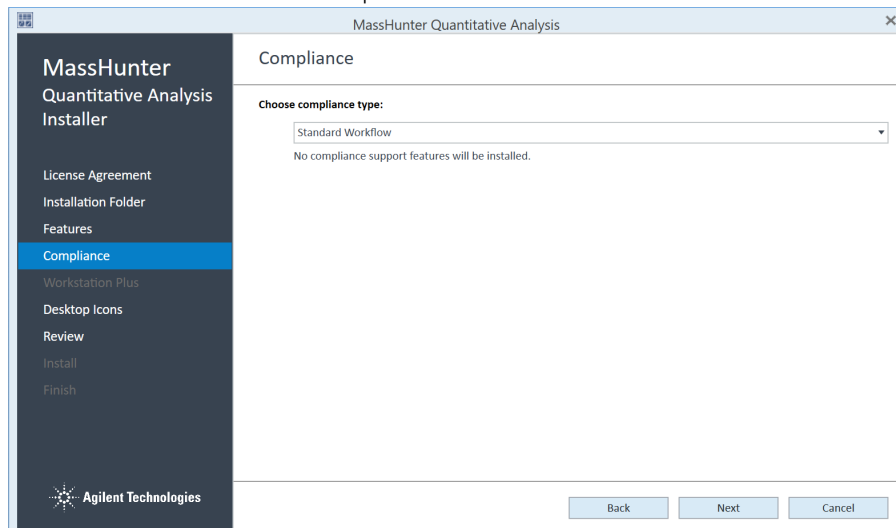 MassHunter Quantitative Analysis
MassHunter
Quantitative Analysis
Installer
License Agreement
Installation Folder
Features
Compliance
Workstation Plus
Desktop Icons
Review
Install
Finish
Agilent Technologies
Compliance
Choose compliance type:
Standard Workflow
No compliance support features will be installed.
Back Next Cancel